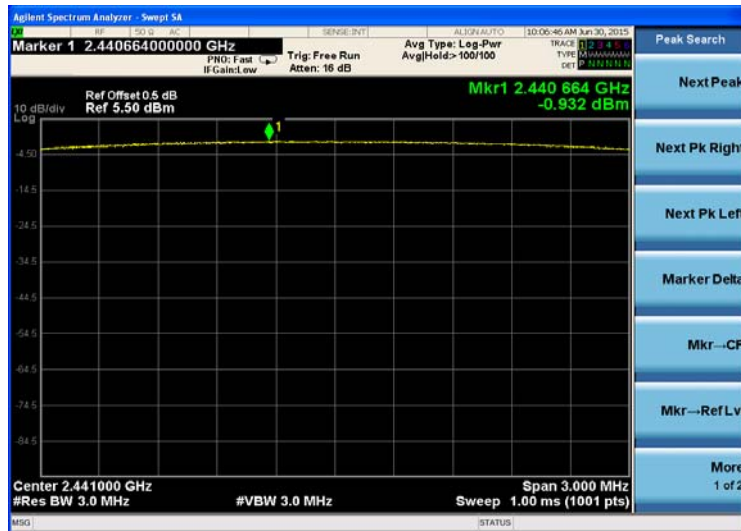 Agilent Spectrum Analyzer - Swept SA
RF 50 Ω AC SENSE:INT ALIGN AUTO 10:06:46 AM Jun 30, 2015
Marker 1 2.440664000000 GHz
PNO: Fast
IFGain:Low
Trig: Free Run
Atten: 16 dB
Avg Type: Log-Pwr
Avg|Hold:> 100/100
TRACE 1 2 3 4 5 6
TYPE M
DET P N N N N N
Ref Offset 0.5 dB
Ref 5.50 dBm
10 dB/div
Log
Mkr1 2.440 664 GHz
-0.932 dBm
1
-4.50
-14.5
-24.5
-34.5
-44.5
-54.5
-64.5
-74.5
-84.5
Center 2.441000 GHz
Span 3.000 MHz
#Res BW 3.0 MHz
#VBW 3.0 MHz
Sweep 1.00 ms (1001 pts)
MSG
STATUS
Peak Search
Next Peak
Next Pk Right
Next Pk Left
Marker Delta
Mkr→CF
Mkr→Ref Lv
More
1 of 2